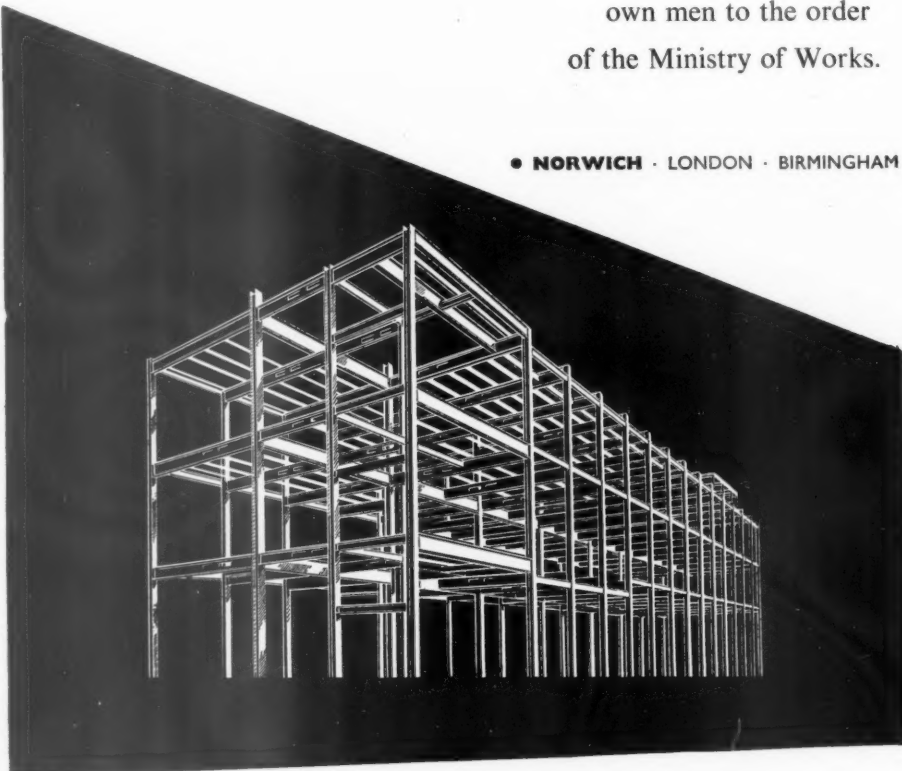 own men to the order
of the Ministry of Works.
• NORWICH · LONDON · BIRMINGHAM